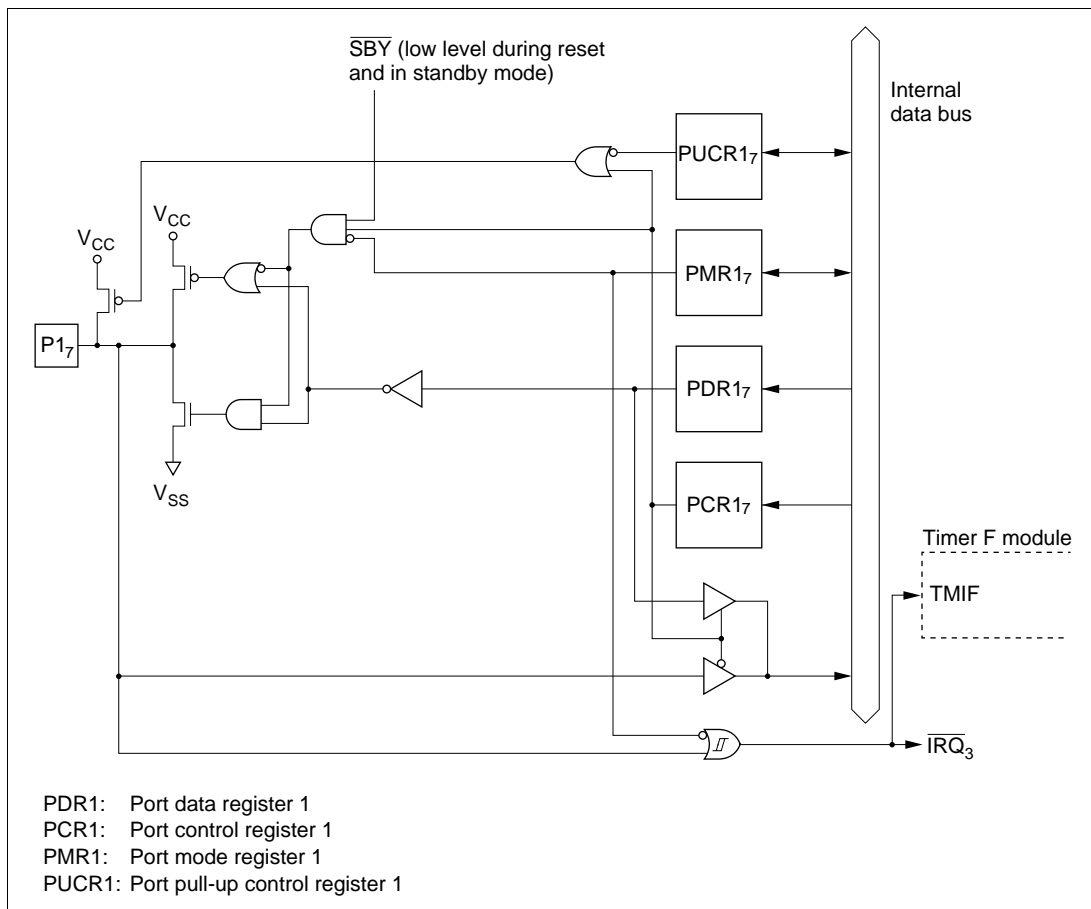 SBY (low level during reset
and in standby mode)
Internal
data bus
PUCR1₇
VCC
VCC
PMR1₇
P1₇
PDR1₇
VSS
PCR1₇
Timer F module
TMIF
IRQ₃
PDR1: Port data register 1
PCR1: Port control register 1
PMR1: Port mode register 1
PUCR1: Port pull-up control register 1